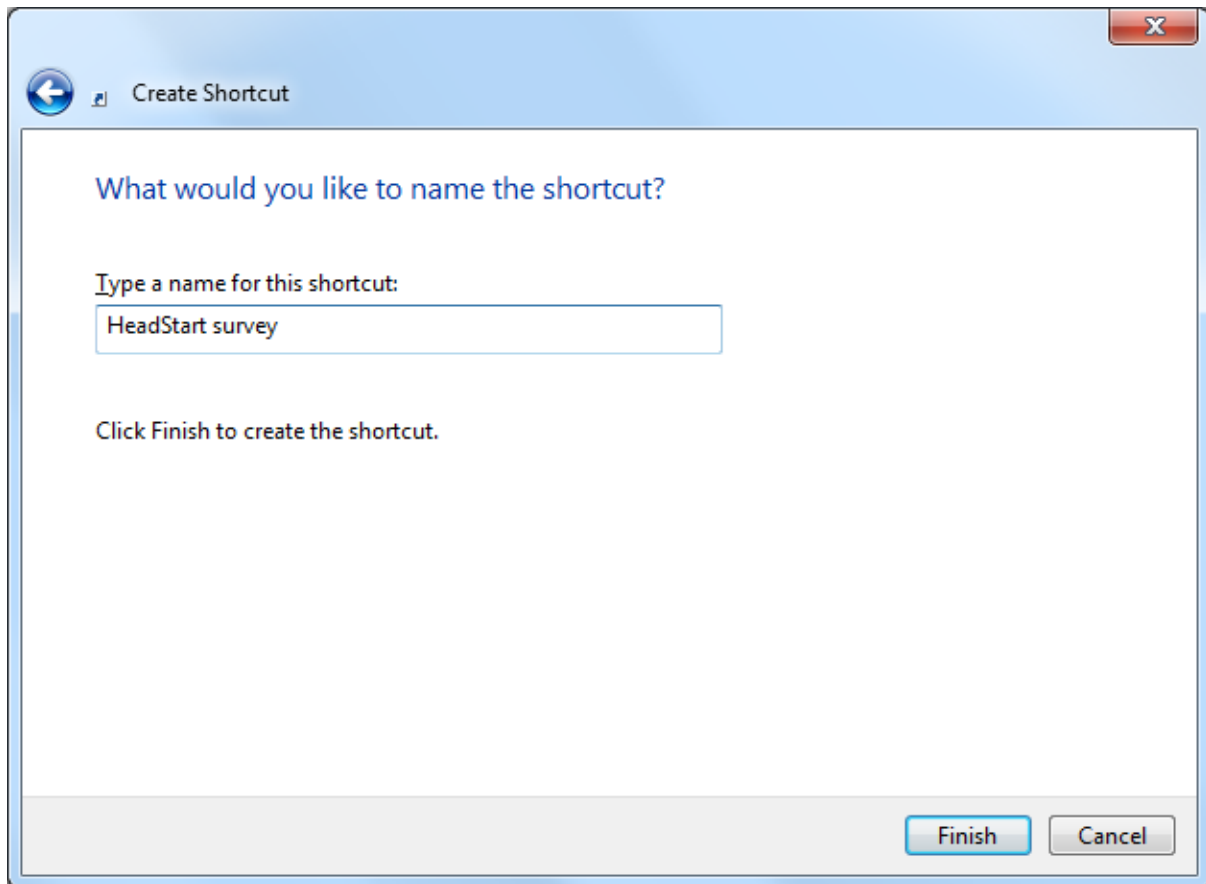 Create Shortcut
What would you like to name the shortcut?
Type a name for this shortcut:
HeadStart survey
Click Finish to create the shortcut.
Finish
Cancel